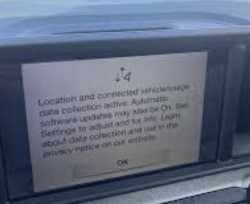 Location and connected vehicle/usage
data collection active. Automatic
software updates may also be On. See
Settings to adjust and for info. Learn
about data collection and use in the
privacy notice on our website.
OK